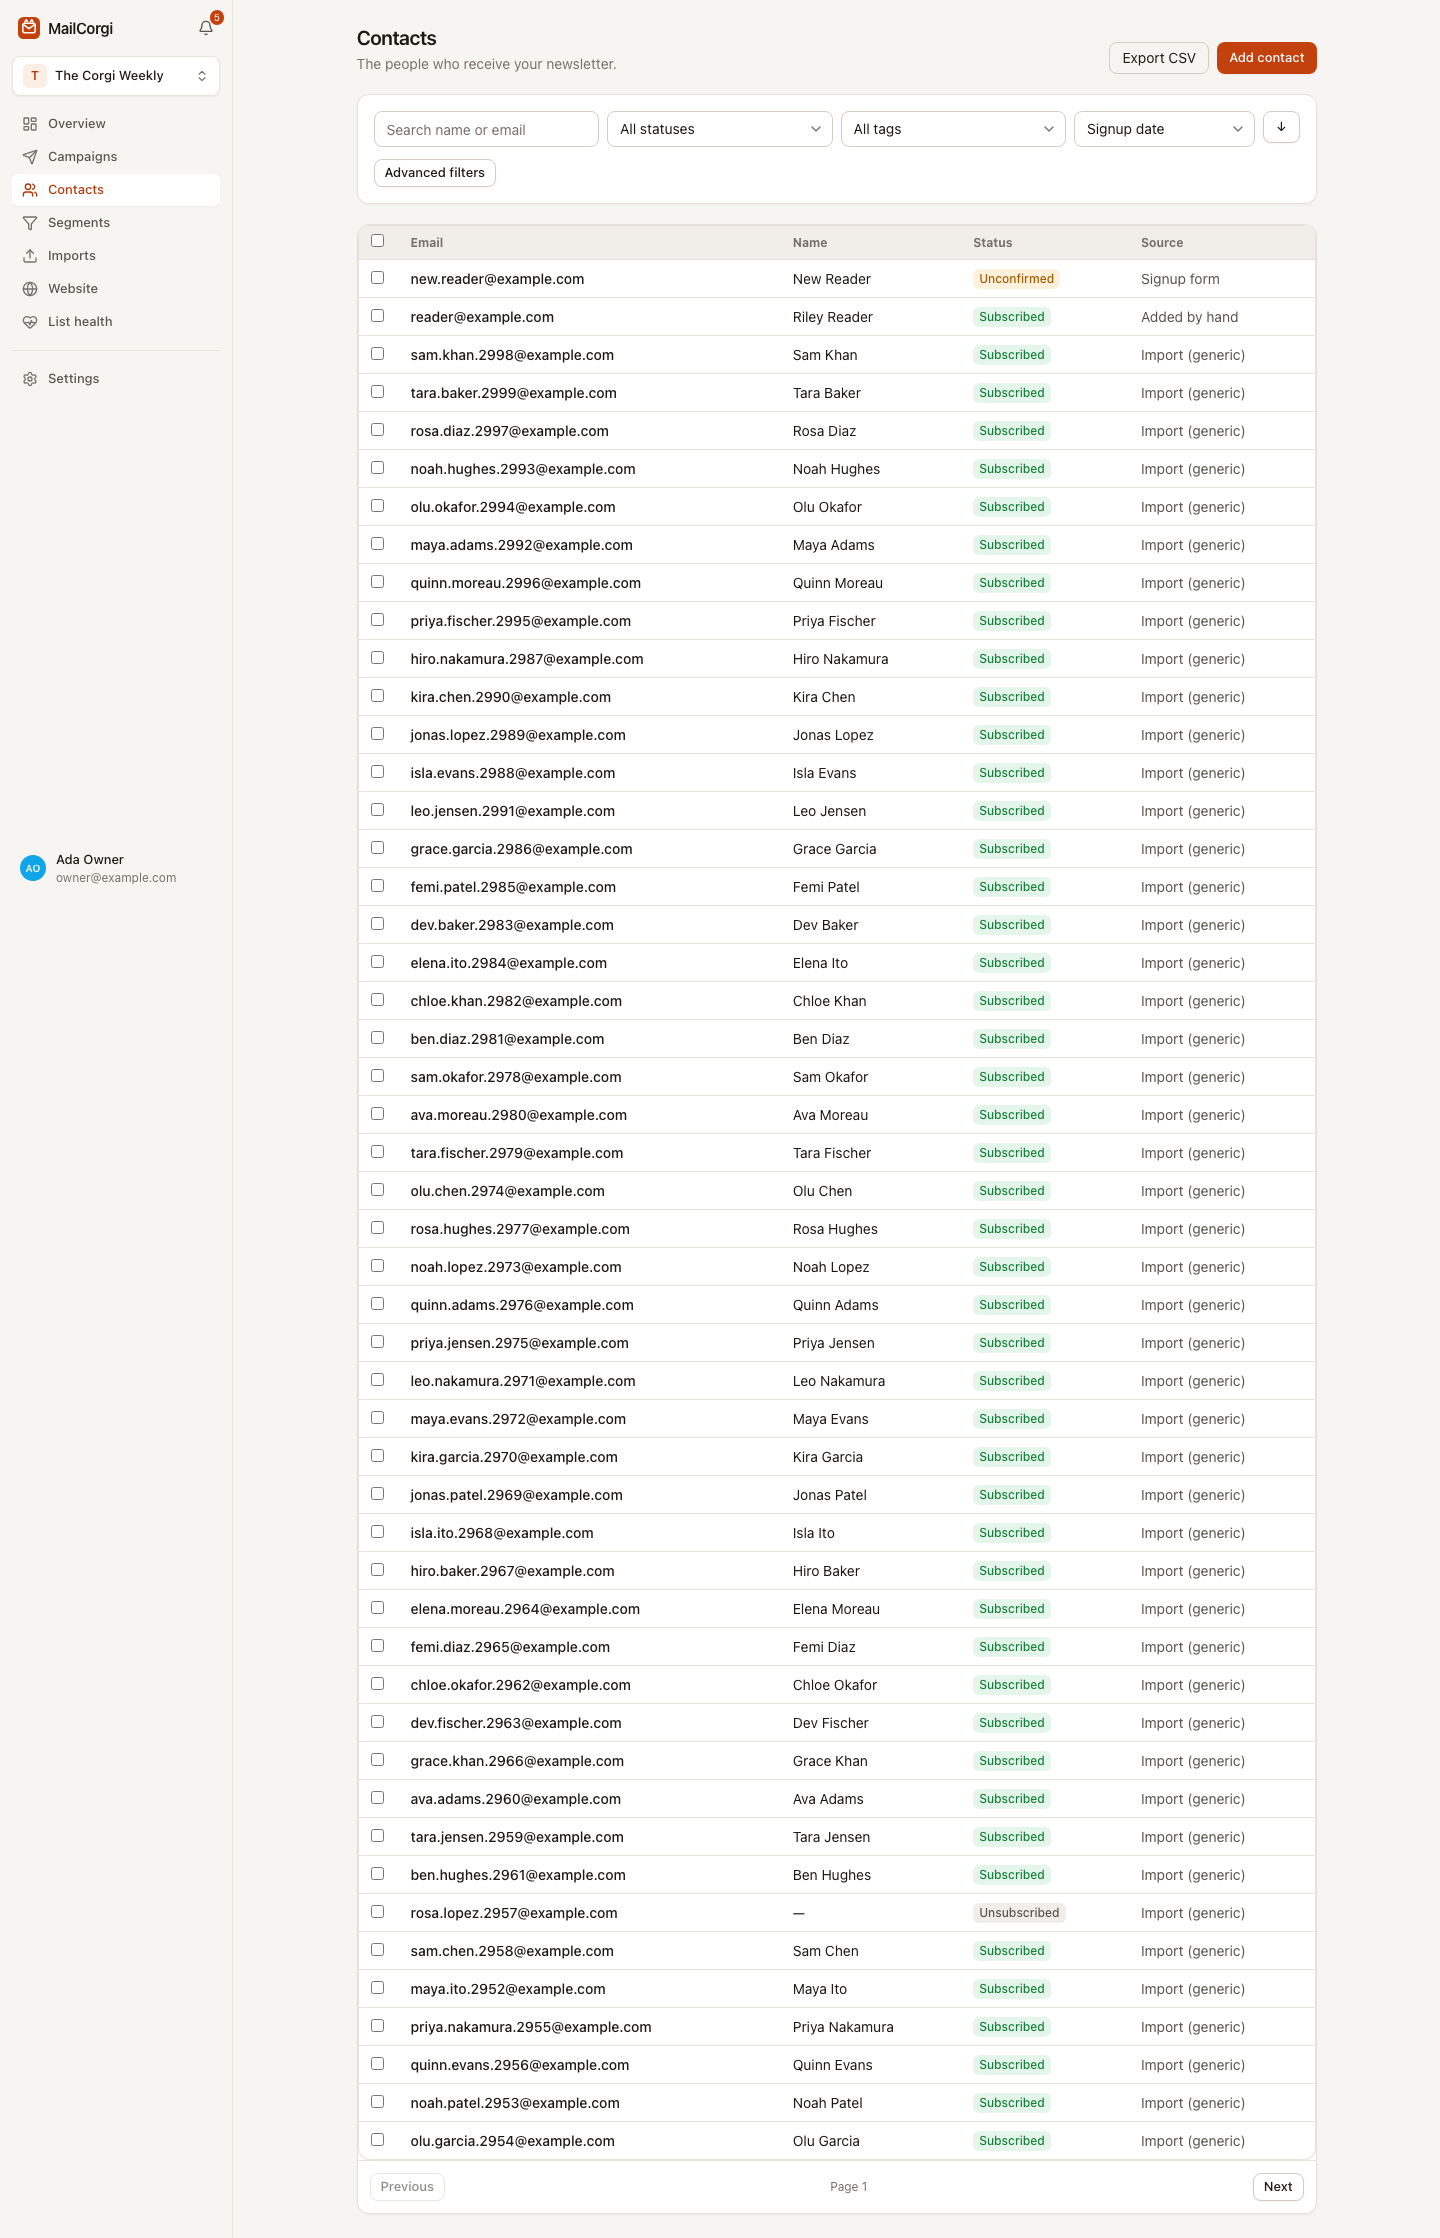 MailCorgi
5
T
The Corgi Weekly
Overview
Campaigns
Contacts
Segments
Imports
Website
List health
Settings
AO
Ada Owner
owner@example.com
Contacts
The people who receive your newsletter.
Export CSV
Add contact
Search name or email
All statuses
All tags
Signup date
Advanced filters
Email Name Status Source
new.reader@example.com New Reader Unconfirmed Signup form
reader@example.com Riley Reader Subscribed Added by hand
sam.khan.2998@example.com Sam Khan Subscribed Import (generic)
tara.baker.2999@example.com Tara Baker Subscribed Import (generic)
rosa.diaz.2997@example.com Rosa Diaz Subscribed Import (generic)
noah.hughes.2993@example.com Noah Hughes Subscribed Import (generic)
olu.okafor.2994@example.com Olu Okafor Subscribed Import (generic)
maya.adams.2992@example.com Maya Adams Subscribed Import (generic)
quinn.moreau.2996@example.com Quinn Moreau Subscribed Import (generic)
priya.fischer.2995@example.com Priya Fischer Subscribed Import (generic)
hiro.nakamura.2987@example.com Hiro Nakamura Subscribed Import (generic)
kira.chen.2990@example.com Kira Chen Subscribed Import (generic)
jonas.lopez.2989@example.com Jonas Lopez Subscribed Import (generic)
isla.evans.2988@example.com Isla Evans Subscribed Import (generic)
leo.jensen.2991@example.com Leo Jensen Subscribed Import (generic)
grace.garcia.2986@example.com Grace Garcia Subscribed Import (generic)
femi.patel.2985@example.com Femi Patel Subscribed Import (generic)
dev.baker.2983@example.com Dev Baker Subscribed Import (generic)
elena.ito.2984@example.com Elena Ito Subscribed Import (generic)
chloe.khan.2982@example.com Chloe Khan Subscribed Import (generic)
ben.diaz.2981@example.com Ben Diaz Subscribed Import (generic)
sam.okafor.2978@example.com Sam Okafor Subscribed Import (generic)
ava.moreau.2980@example.com Ava Moreau Subscribed Import (generic)
tara.fischer.2979@example.com Tara Fischer Subscribed Import (generic)
olu.chen.2974@example.com Olu Chen Subscribed Import (generic)
rosa.hughes.2977@example.com Rosa Hughes Subscribed Import (generic)
noah.lopez.2973@example.com Noah Lopez Subscribed Import (generic)
quinn.adams.2976@example.com Quinn Adams Subscribed Import (generic)
priya.jensen.2975@example.com Priya Jensen Subscribed Import (generic)
leo.nakamura.2971@example.com Leo Nakamura Subscribed Import (generic)
maya.evans.2972@example.com Maya Evans Subscribed Import (generic)
kira.garcia.2970@example.com Kira Garcia Subscribed Import (generic)
jonas.patel.2969@example.com Jonas Patel Subscribed Import (generic)
isla.ito.2968@example.com Isla Ito Subscribed Import (generic)
hiro.baker.2967@example.com Hiro Baker Subscribed Import (generic)
elena.moreau.2964@example.com Elena Moreau Subscribed Import (generic)
femi.diaz.2965@example.com Femi Diaz Subscribed Import (generic)
chloe.okafor.2962@example.com Chloe Okafor Subscribed Import (generic)
dev.fischer.2963@example.com Dev Fischer Subscribed Import (generic)
grace.khan.2966@example.com Grace Khan Subscribed Import (generic)
ava.adams.2960@example.com Ava Adams Subscribed Import (generic)
tara.jensen.2959@example.com Tara Jensen Subscribed Import (generic)
ben.hughes.2961@example.com Ben Hughes Subscribed Import (generic)
rosa.lopez.2957@example.com — Unsubscribed Import (generic)
sam.chen.2958@example.com Sam Chen Subscribed Import (generic)
maya.ito.2952@example.com Maya Ito Subscribed Import (generic)
priya.nakamura.2955@example.com Priya Nakamura Subscribed Import (generic)
quinn.evans.2956@example.com Quinn Evans Subscribed Import (generic)
noah.patel.2953@example.com Noah Patel Subscribed Import (generic)
olu.garcia.2954@example.com Olu Garcia Subscribed Import (generic)
Previous Page 1 Next